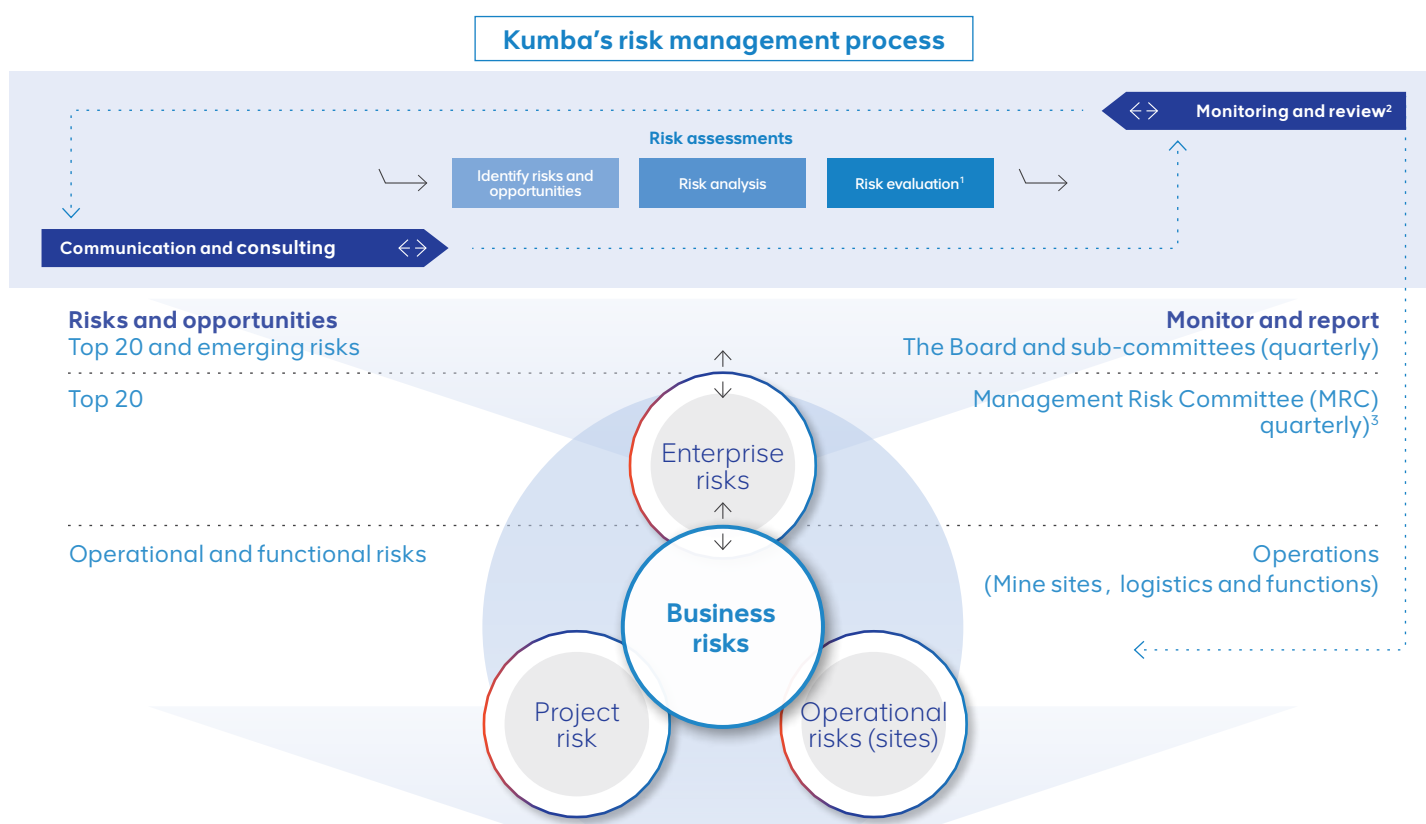 Kumba’s risk management process
Monitoring and review²
Risk assessments
Identify risks and
opportunities
Risk analysis
Risk evaluation¹
Communication and consulting
Risks and opportunities
Monitor and report
Top 20 and emerging risks
The Board and sub-committees (quarterly)
Top 20
Management Risk Committee (MRC)
quarterly)³
Enterprise
risks
Operational and functional risks
Operations
(Mine sites, logistics and functions)
Business
risks
Project
risk
Operational
risks (sites)